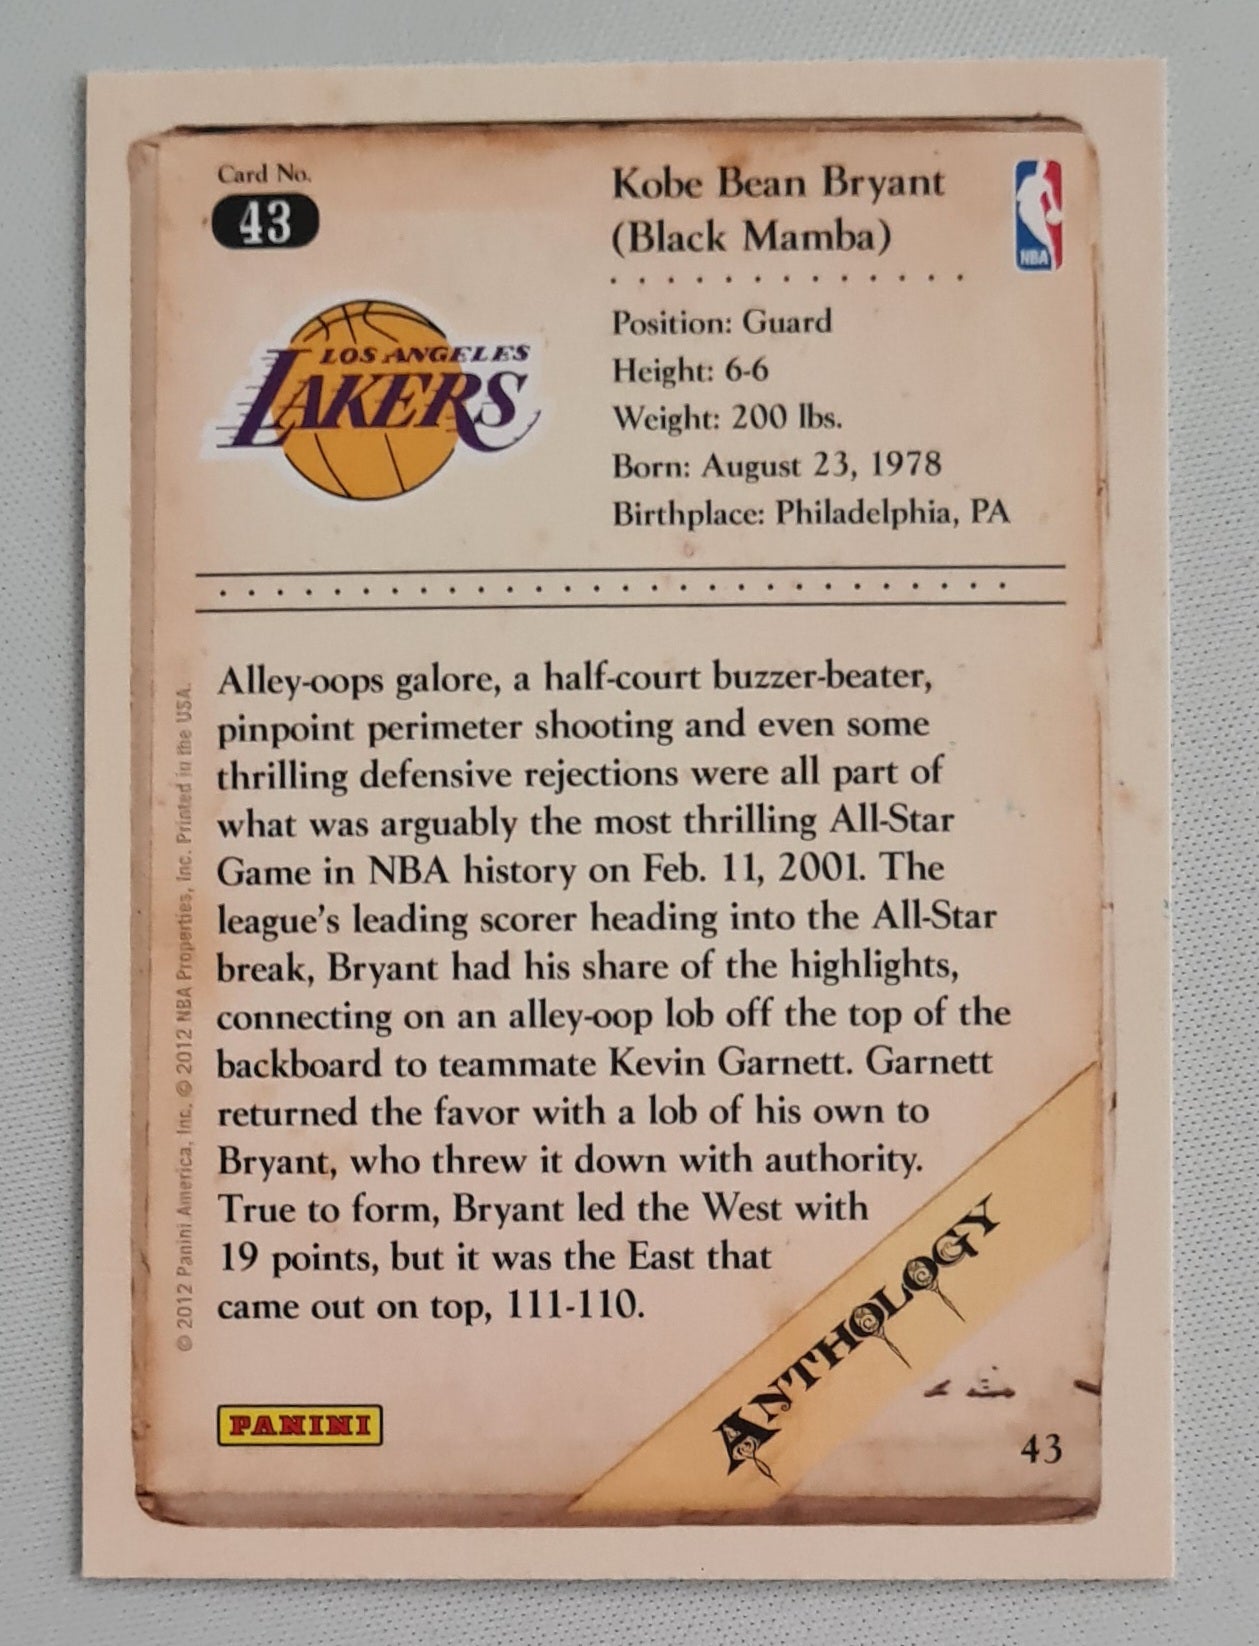 Card No.
43
Kobe Bean Bryant
(Black Mamba)
NBA
LOS ANGELES
LAKERS
Position: Guard
Height: 6-6
Weight: 200 lbs.
Born: August 23, 1978
Birthplace: Philadelphia, PA
Alley-oops galore, a half-court buzzer-beater,
pinpoint perimeter shooting and even some
thrilling defensive rejections were all part of
what was arguably the most thrilling All-Star
Game in NBA history on Feb. 11, 2001. The
league's leading scorer heading into the All-Star
break, Bryant had his share of the highlights,
connecting on an alley-oop lob off the top of the
backboard to teammate Kevin Garnett. Garnett
returned the favor with a lob of his own to
Bryant, who threw it down with authority.
True to form, Bryant led the West with
19 points, but it was the East that
came out on top, 111-110.
© 2012 Panini America, Inc. © 2012 NBA Properties, Inc. Printed in the USA.
ANTHOLOGY
PANINI
43